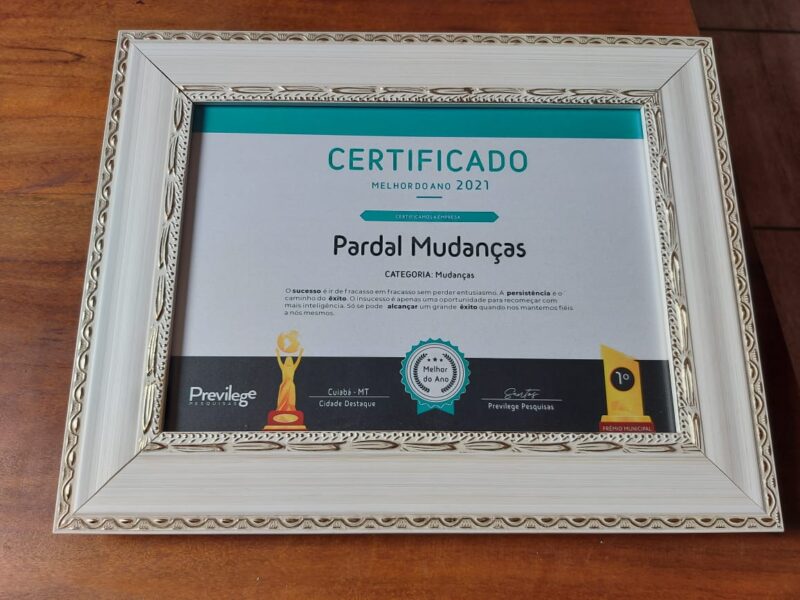 CERTIFICADO
MELHOR DO ANO 2021
CERTIFICAMOS A EMPRESA
Pardal Mudanças
CATEGORIA: Mudanças
O sucesso é ir de fracasso em fracasso sem perder entusiasmo. A persistência é o
caminho do êxito. O insucesso é apenas uma oportunidade para recomeçar com
mais inteligência. Só se pode alcançar um grande êxito quando nos mantemos fiéis
a nós mesmos.
Previlege
PESQUISAS
Cuiabá - MT
Cidade Destaque
Melhor
do Ano
Santos
Previlege Pesquisas
1º
PRÊMIO MUNICIPAL